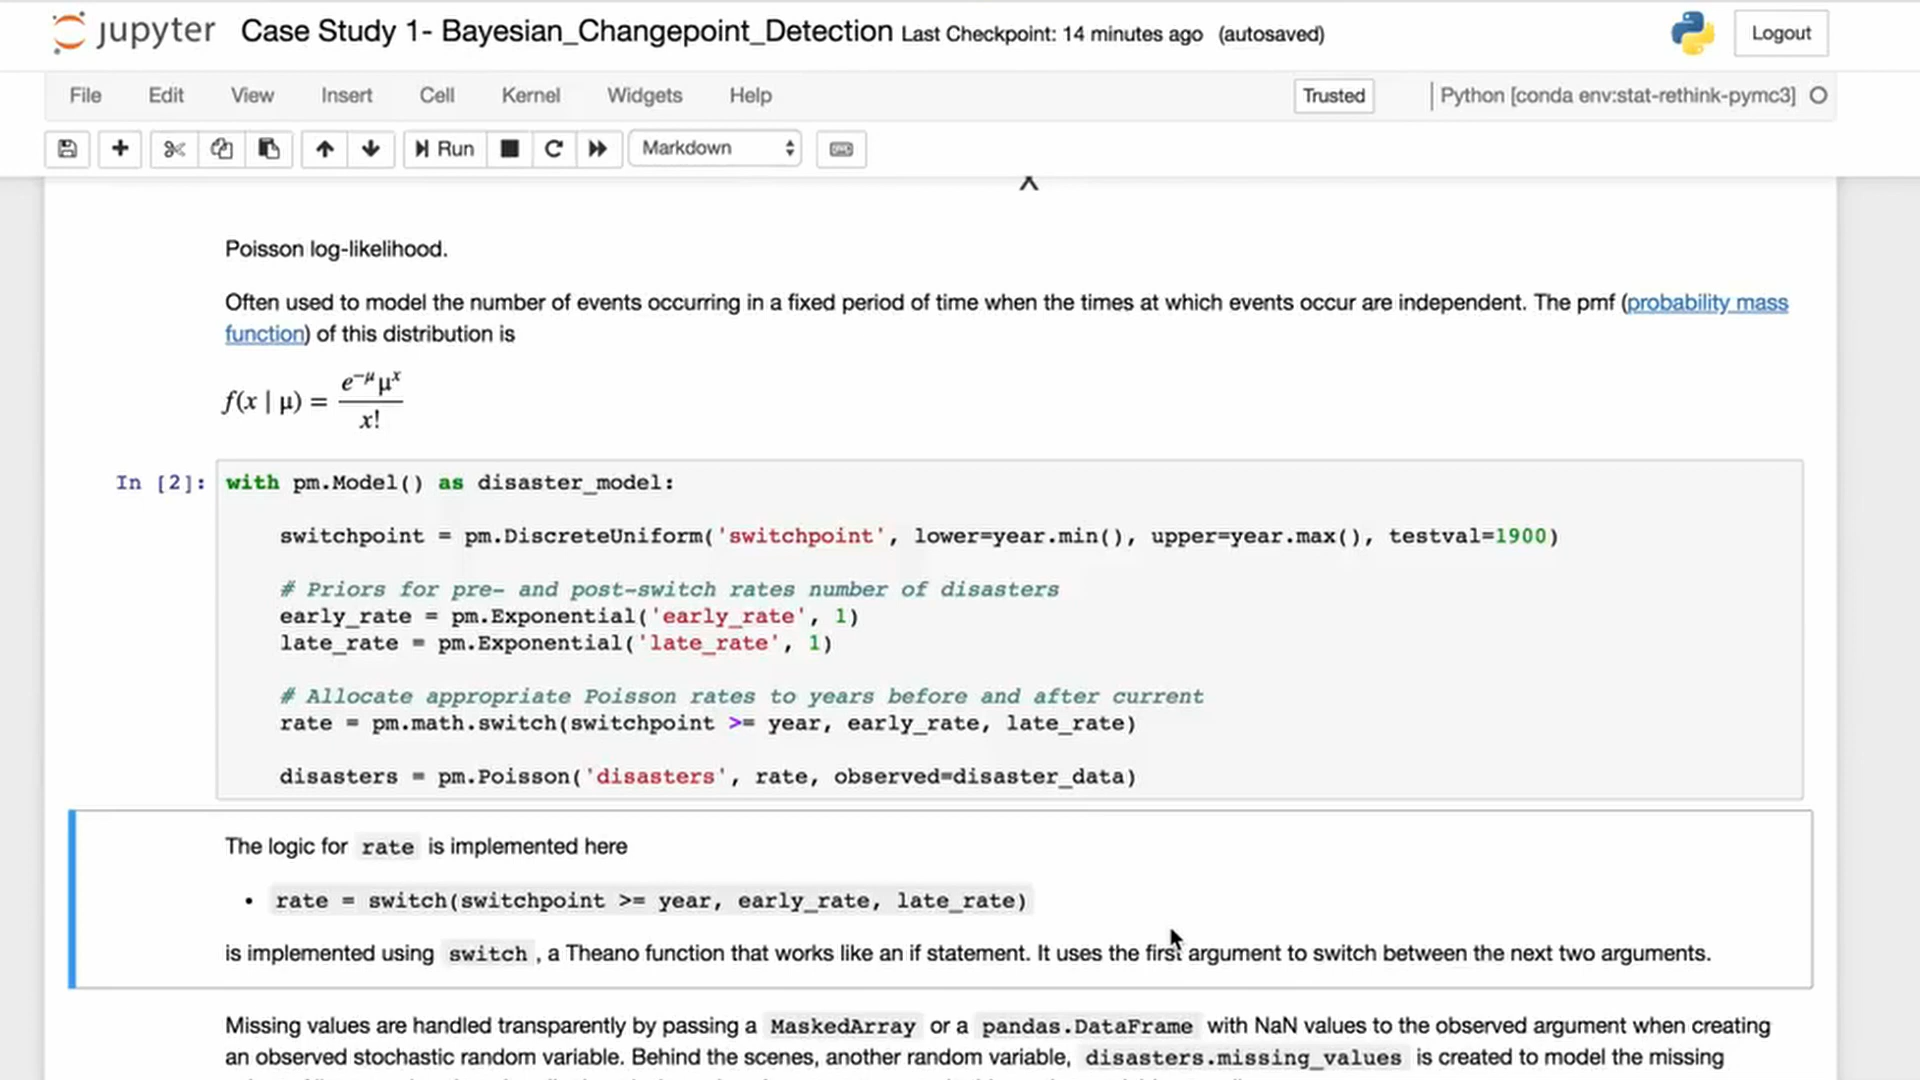 jupyter Case Study 1- Bayesian_Changepoint_Detection Last Checkpoint: 14 minutes ago (autosaved) Logout
File Edit View Insert Cell Kernel Widgets Help Trusted Python [conda env:stat-rethink-pymc3]
Run Markdown
Poisson log-likelihood.
Often used to model the number of events occurring in a fixed period of time when the times at which events occur are independent. The pmf (probability mass
function) of this distribution is
f(x | μ) = e^{-μ} μ^x / x!
In [2]: with pm.Model() as disaster_model:
switchpoint = pm.DiscreteUniform('switchpoint', lower=year.min(), upper=year.max(), testval=1900)
# Priors for pre- and post-switch rates number of disasters
early_rate = pm.Exponential('early_rate', 1)
late_rate = pm.Exponential('late_rate', 1)
# Allocate appropriate Poisson rates to years before and after current
rate = pm.math.switch(switchpoint >= year, early_rate, late_rate)
disasters = pm.Poisson('disasters', rate, observed=disaster_data)
The logic for rate is implemented here
• rate = switch(switchpoint >= year, early_rate, late_rate)
is implemented using switch , a Theano function that works like an if statement. It uses the first argument to switch between the next two arguments.
Missing values are handled transparently by passing a MaskedArray or a pandas.DataFrame with NaN values to the observed argument when creating
an observed stochastic random variable. Behind the scenes, another random variable, disasters.missing_values is created to model the missing